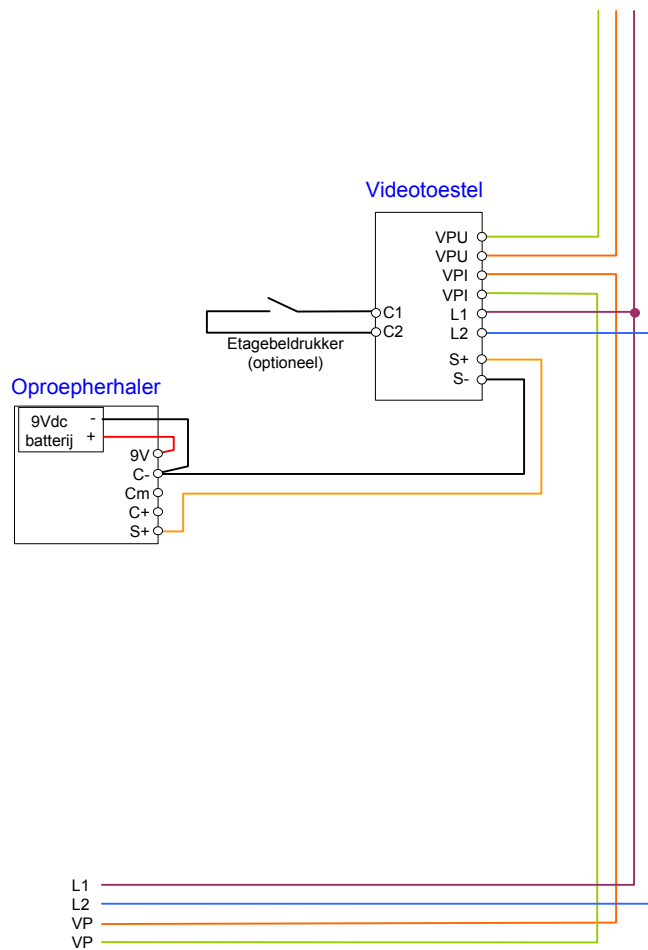 Videotoestel
VPU
VPU
VPI
VPI
L1
L2
S+
S-
C1
C2
Etagebeldrukker
(optioneel)
Oproepherhaler
9Vdc -
batterij +
9V
C-
Cm
C+
S+
L1
L2
VP
VP